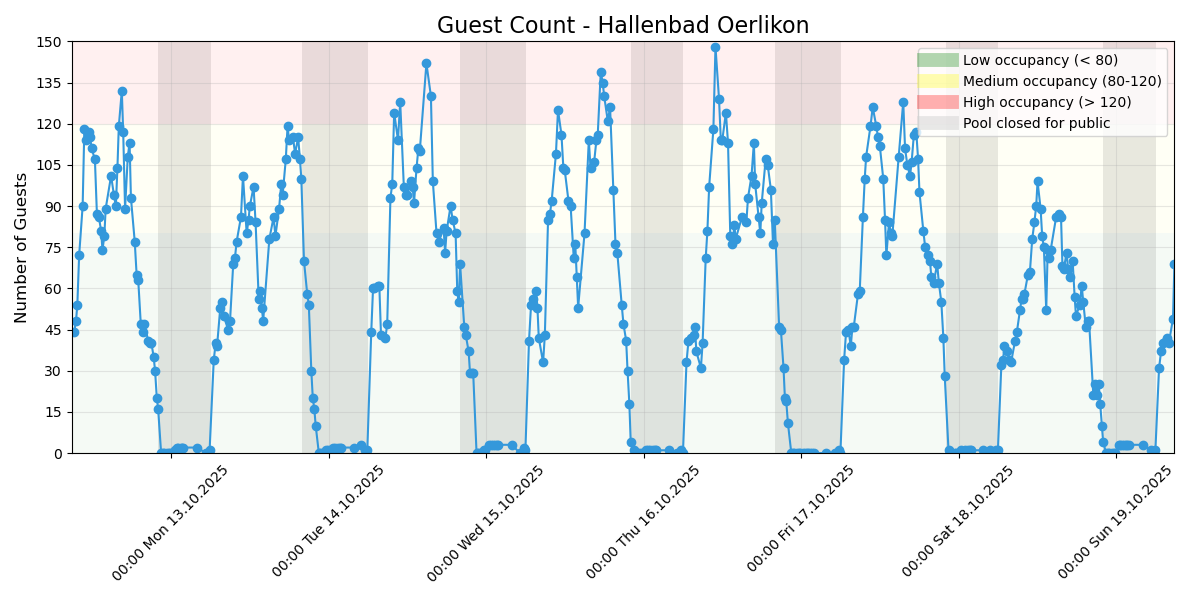 Guest Count - Hallenbad Oerlikon
Number of Guests
150
135
120
105
90
75
60
45
30
15
0
Low occupancy (< 80)
Medium occupancy (80-120)
High occupancy (> 120)
Pool closed for public
00:00 Mon 13.10.2025
00:00 Tue 14.10.2025
00:00 Wed 15.10.2025
00:00 Thu 16.10.2025
00:00 Fri 17.10.2025
00:00 Sat 18.10.2025
00:00 Sun 19.10.2025